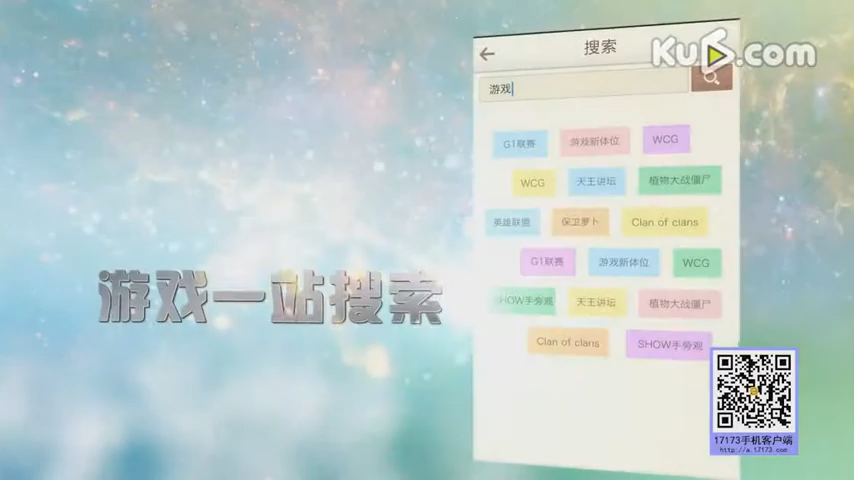 搜索
Ku6.com
游戏
G1联赛
游戏新体位
WCG
WCG
天王讲坛
植物大战僵尸
英雄联盟
保卫萝卜
Clan of clans
G1联赛
游戏新体位
WCG
HOW手旁观
天王讲坛
植物大战僵尸
Clan of clans
SHOW手旁观
游戏一站搜索
17173手机客户端
http://a.17173.com